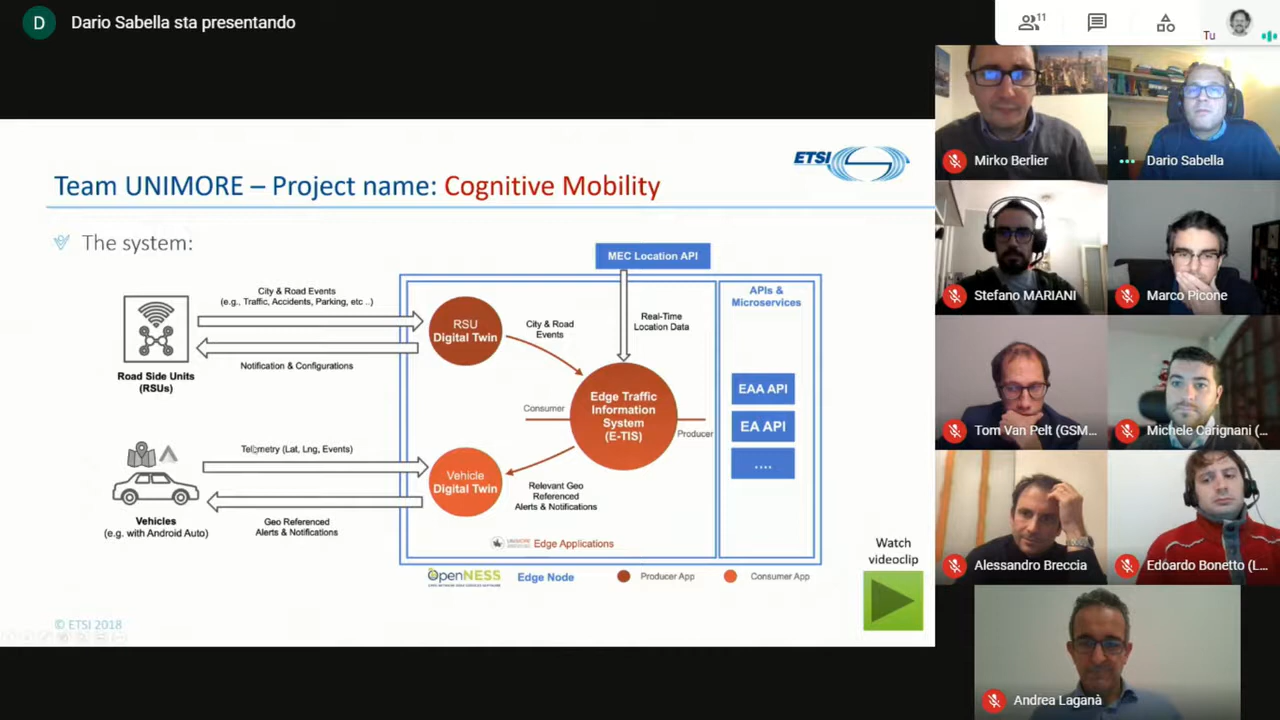 D
Dario Sabella sta presentando
11
Tu
Mirko Berlier
Dario Sabella
Stefano MARIANI
Marco Picone
Tom Van Pelt (GSM...
Michele Carignani (...
Alessandro Breccia
Edoardo Bonetto (L...
Andrea Laganà
ETSI
Team UNIMORE – Project name: Cognitive Mobility
The system:
MEC Location API
City & Road Events
(e.g., Traffic, Accidents, Parking, etc ..)
Notification & Configurations
Road Side Units
(RSUs)
RSU
Digital Twin
City & Road
Events
Real-Time
Location Data
APIs &
Microservices
Edge Traffic
Information
System
(E-TIS)
Consumer
Producer
EAA API
EA API
....
Telemetry (Lat, Lng, Events)
Vehicle
Digital Twin
Relevant Geo
Referenced
Alerts & Notifications
Geo Referenced
Alerts & Notifications
Vehicles
(e.g. with Android Auto)
UNIMORE
Edge Applications
OpenNESS
Edge Node
Producer App
Consumer App
Watch
videoclip
© ETSI 2018